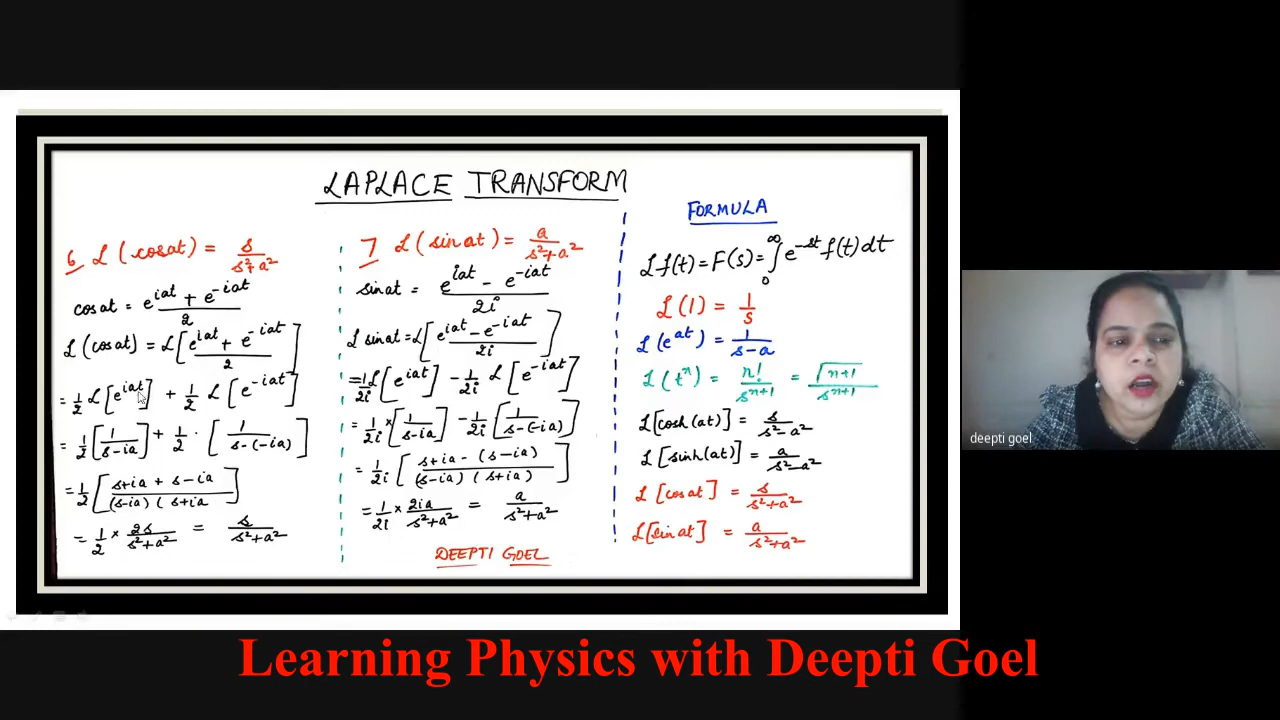 LAPLACE TRANSFORM
6 L (cosat) = s/(s²+a²)
cosat = (e^{iat} + e^{-iat})/2
L (cosat) = L[(e^{iat} + e^{-iat})/2]
= 1/2 L[e^{iat}] + 1/2 L[e^{-iat}]
= 1/2 [1/(s-ia)] + 1/2 · [1/(s-(-ia))]
= 1/2 [(s+ia + s-ia)/((s-ia) (s+ia)]
= 1/2 × 2s/(s²+a²) = s/(s²+a²)
7 L (sinat) = a/(s²+a²)
sinat = (e^{iat} - e^{-iat})/2i
L sinat = L[(e^{iat} - e^{-iat})/2i]
= 1/2i L[e^{iat}] - 1/2i L[e^{-iat}]
= 1/2i × [1/(s-ia)] - 1/2i [1/(s-(-ia))]
= 1/2i [(s+ia - (s-ia))/((s-ia) (s+ia))]
= 1/2i × 2ia/(s²+a²) = a/(s²+a²)
DEEPTI GOEL
FORMULA
L f(t) = F(s) = ∫₀^∞ e^{-st} f(t) dt
L (1) = 1/s
L (e^{at}) = 1/(s-a)
L (t^n) = n!/s^{n+1} = √(n+1)/s^{n+1}
L [cosh(at)] = s/(s²-a²)
L [sinh(at)] = a/(s²-a²)
L [cosat] = s/(s²+a²)
L[sinat] = a/(s²+a²)
deepti goel
Learning Physics with Deepti Goel